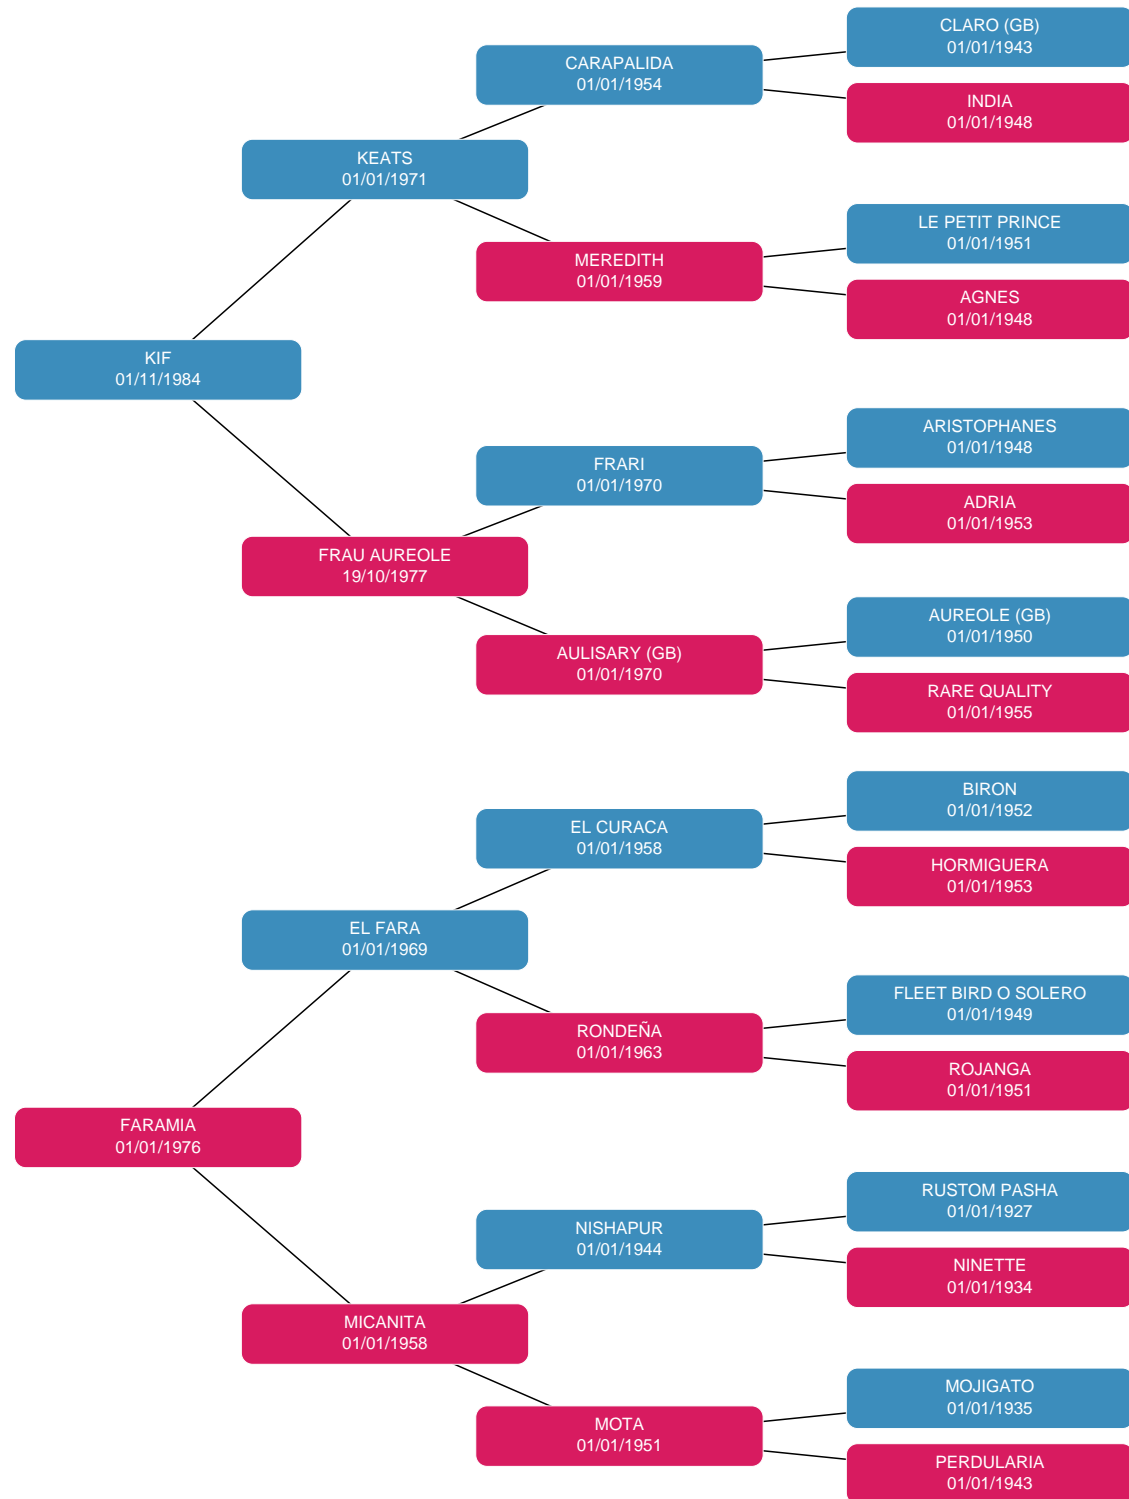 CLARO (GB)
01/01/1943
CARAPALIDA
01/01/1954
INDIA
01/01/1948
KEATS
01/01/1971
LE PETIT PRINCE
01/01/1951
MEREDITH
01/01/1959
AGNES
01/01/1948
KIF
01/11/1984
ARISTOPHANES
01/01/1948
FRARI
01/01/1970
ADRIA
01/01/1953
FRAU AUREOLE
19/10/1977
AUREOLE (GB)
01/01/1950
AULISARY (GB)
01/01/1970
RARE QUALITY
01/01/1955
BIRON
01/01/1952
EL CURACA
01/01/1958
HORMIGUERA
01/01/1953
EL FARA
01/01/1969
FLEET BIRD O SOLERO
01/01/1949
RONDEÑA
01/01/1963
ROJANGA
01/01/1951
FARAMIA
01/01/1976
RUSTOM PASHA
01/01/1927
NISHAPUR
01/01/1944
NINETTE
01/01/1934
MICANITA
01/01/1958
MOJIGATO
01/01/1935
MOTA
01/01/1951
PERDULARIA
01/01/1943